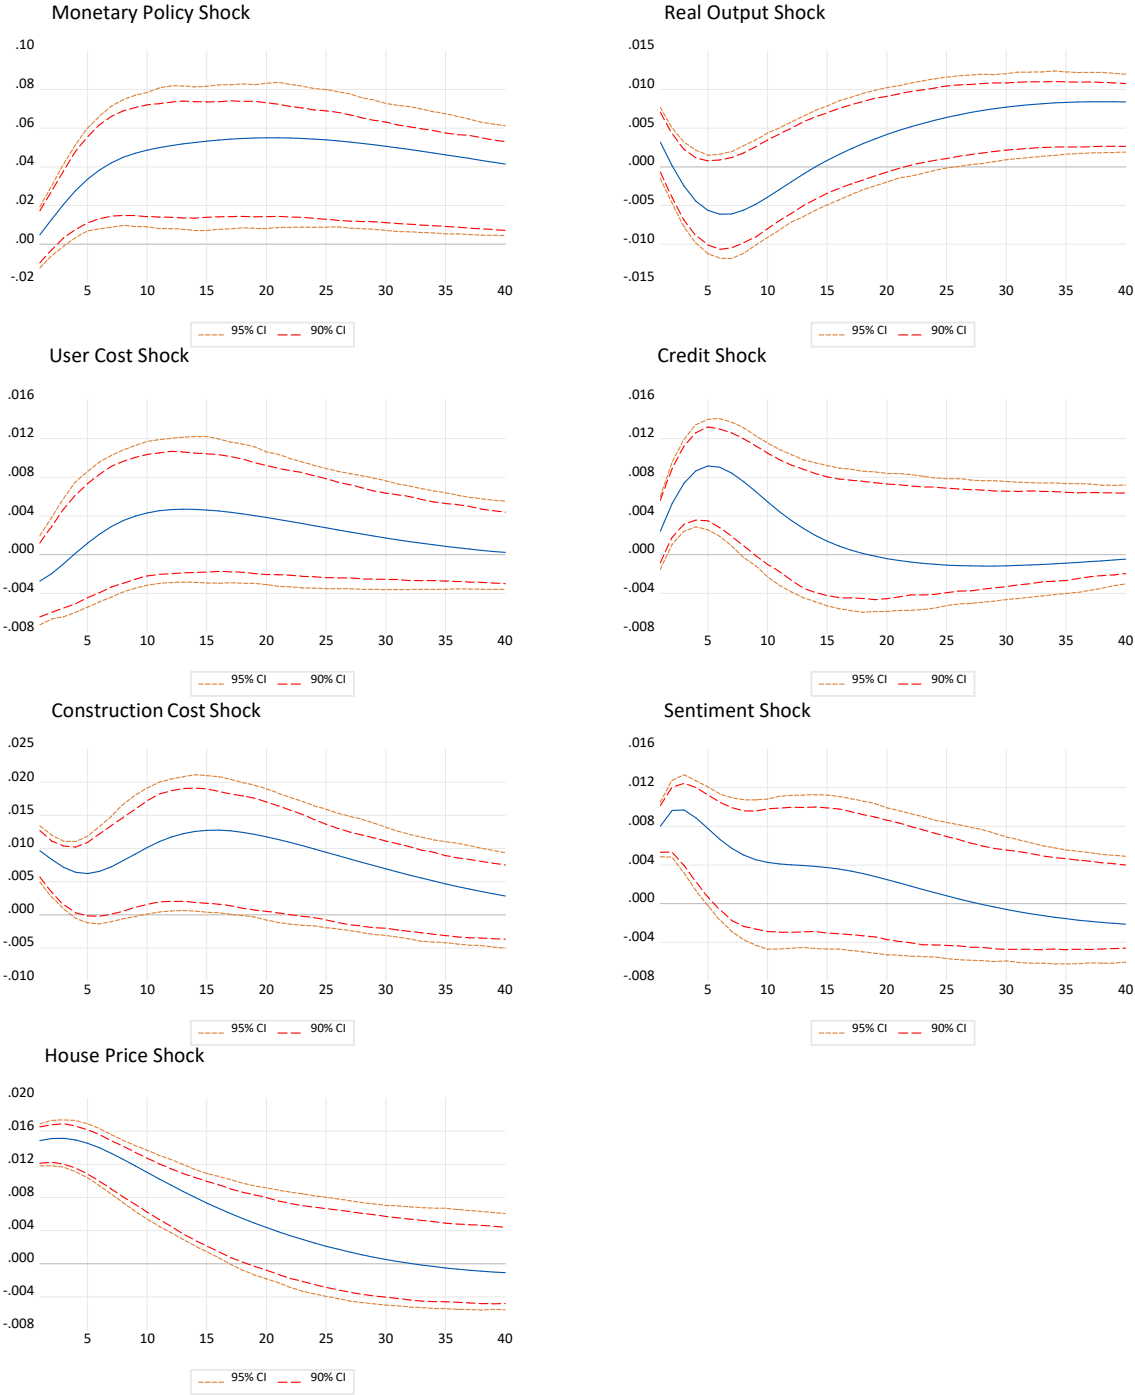 Monetary Policy Shock
.10
.08
.06
.04
.02
.00
-.02
5 10 15 20 25 30 35 40
95% CI 90% CI
Real Output Shock
.015
.010
.005
.000
-.005
-.010
-.015
5 10 15 20 25 30 35 40
95% CI 90% CI
User Cost Shock
.016
.012
.008
.004
.000
-.004
-.008
5 10 15 20 25 30 35 40
95% CI 90% CI
Credit Shock
.016
.012
.008
.004
.000
-.004
-.008
5 10 15 20 25 30 35 40
95% CI 90% CI
Construction Cost Shock
.025
.020
.015
.010
.005
.000
-.005
-.010
5 10 15 20 25 30 35 40
95% CI 90% CI
Sentiment Shock
.016
.012
.008
.004
.000
-.004
-.008
5 10 15 20 25 30 35 40
95% CI 90% CI
House Price Shock
.020
.016
.012
.008
.004
.000
-.004
-.008
5 10 15 20 25 30 35 40
95% CI 90% CI